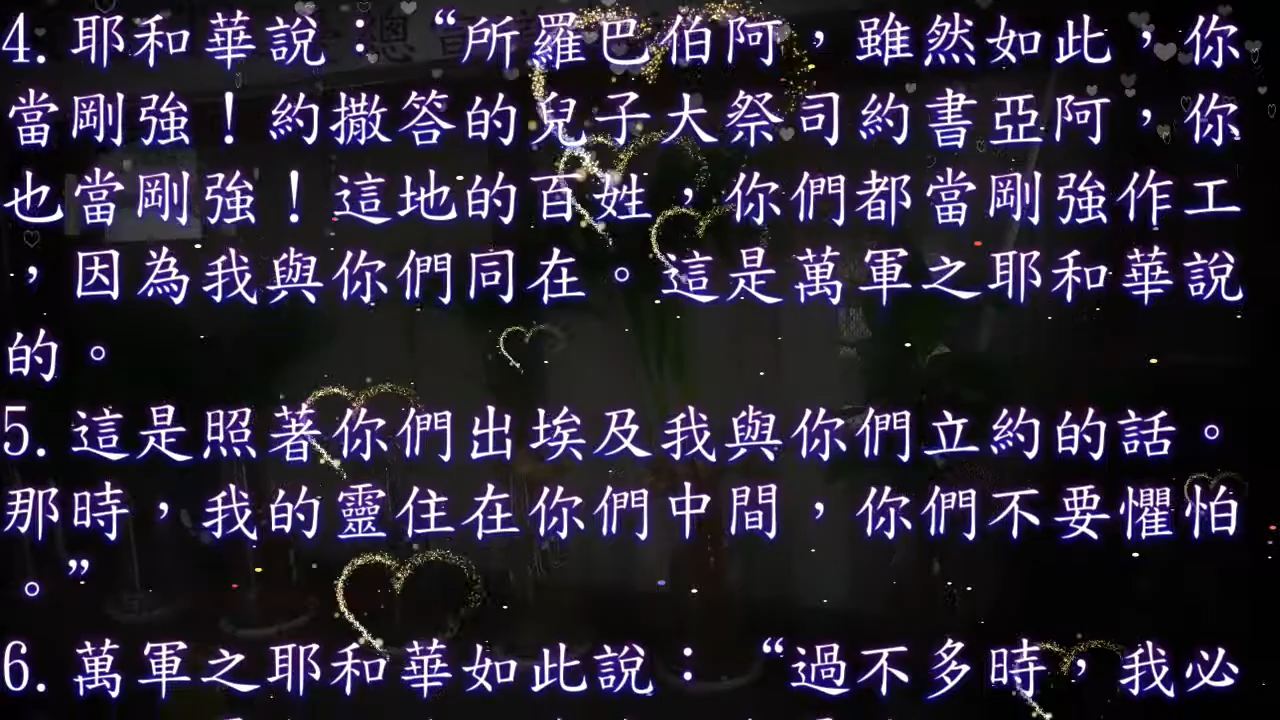 4.耶和華說：“所羅巴伯阿，雖然如此，你
當剛強！約撒答的兒子大祭司約書亞阿，你
也當剛強！這地的百姓，你們都當剛強作工
，因為我與你們同在。這是萬軍之耶和華說
的。
5.這是照著你們出埃及我與你們立約的話。
那時，我的靈住在你們中間，你們不要懼怕
。”
6.萬軍之耶和華如此說：“過不多時，我必